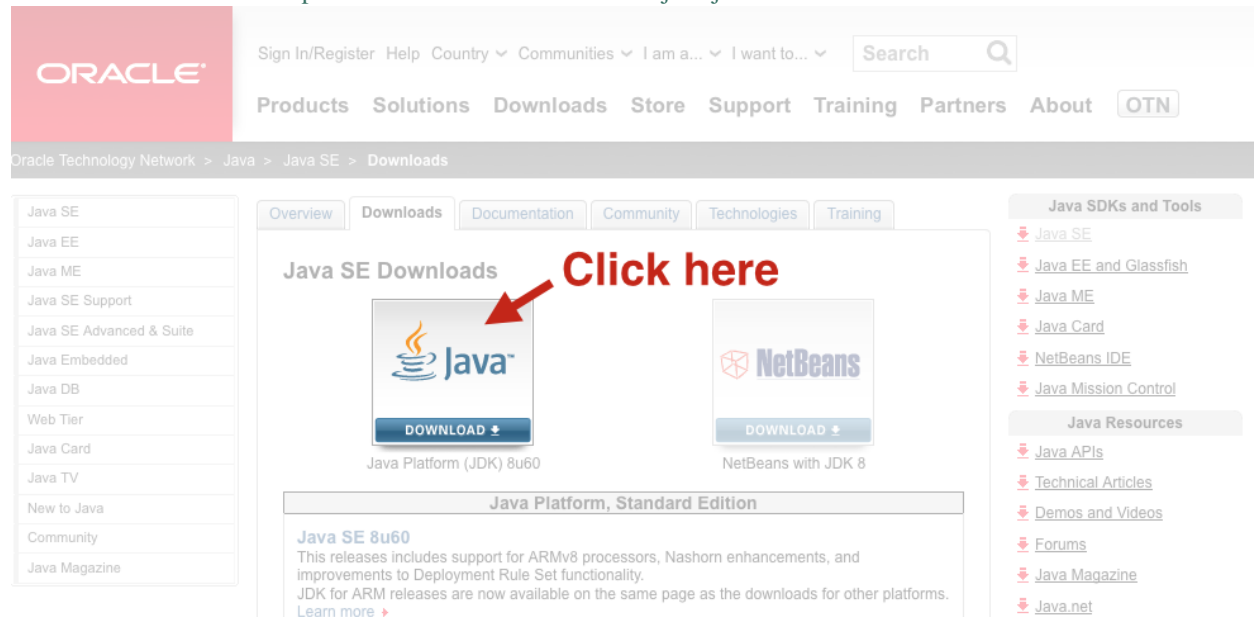 ORACLE
Sign In/Register Help Country Communities I am a... I want to... Search
Products Solutions Downloads Store Support Training Partners About OTN
Oracle Technology Network > Java > Java SE > Downloads
Java SE
Java EE
Java ME
Java SE Support
Java SE Advanced & Suite
Java Embedded
Java DB
Web Tier
Java Card
Java TV
New to Java
Community
Java Magazine
Overview Downloads Documentation Community Technologies Training
Java SE Downloads
Click here
Java™
DOWNLOAD
Java Platform (JDK) 8u60
NetBeans
DOWNLOAD
NetBeans with JDK 8
Java Platform, Standard Edition
Java SE 8u60
This releases includes support for ARMv8 processors, Nashorn enhancements, and
improvements to Deployment Rule Set functionality.
JDK for ARM releases are now available on the same page as the downloads for other platforms.
Learn more
Java SDKs and Tools
Java SE
Java EE and Glassfish
Java ME
Java Card
NetBeans IDE
Java Mission Control
Java Resources
Java APIs
Technical Articles
Demos and Videos
Forums
Java Magazine
Java.net